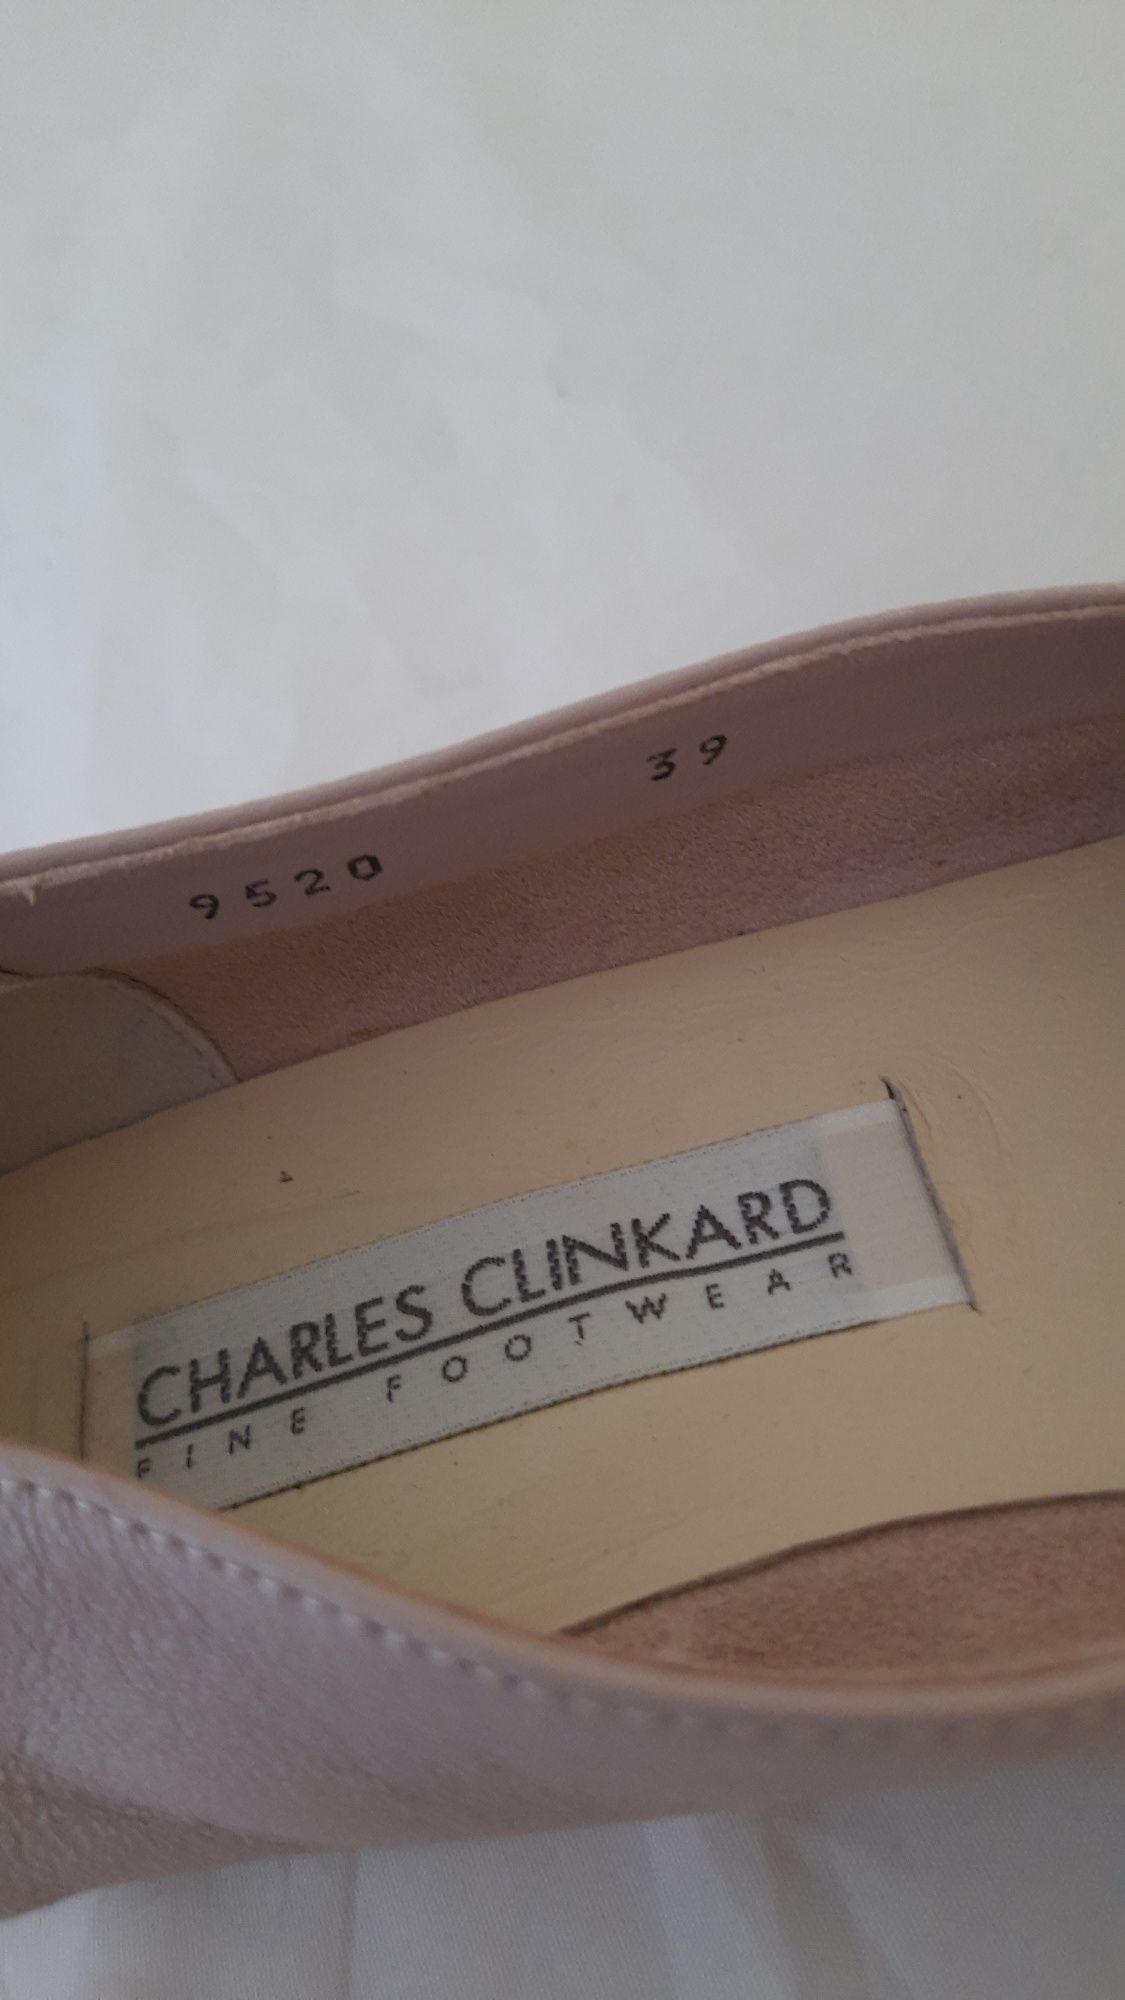 9520 39
CHARLES CLINKARD
FINE FOOTWEAR